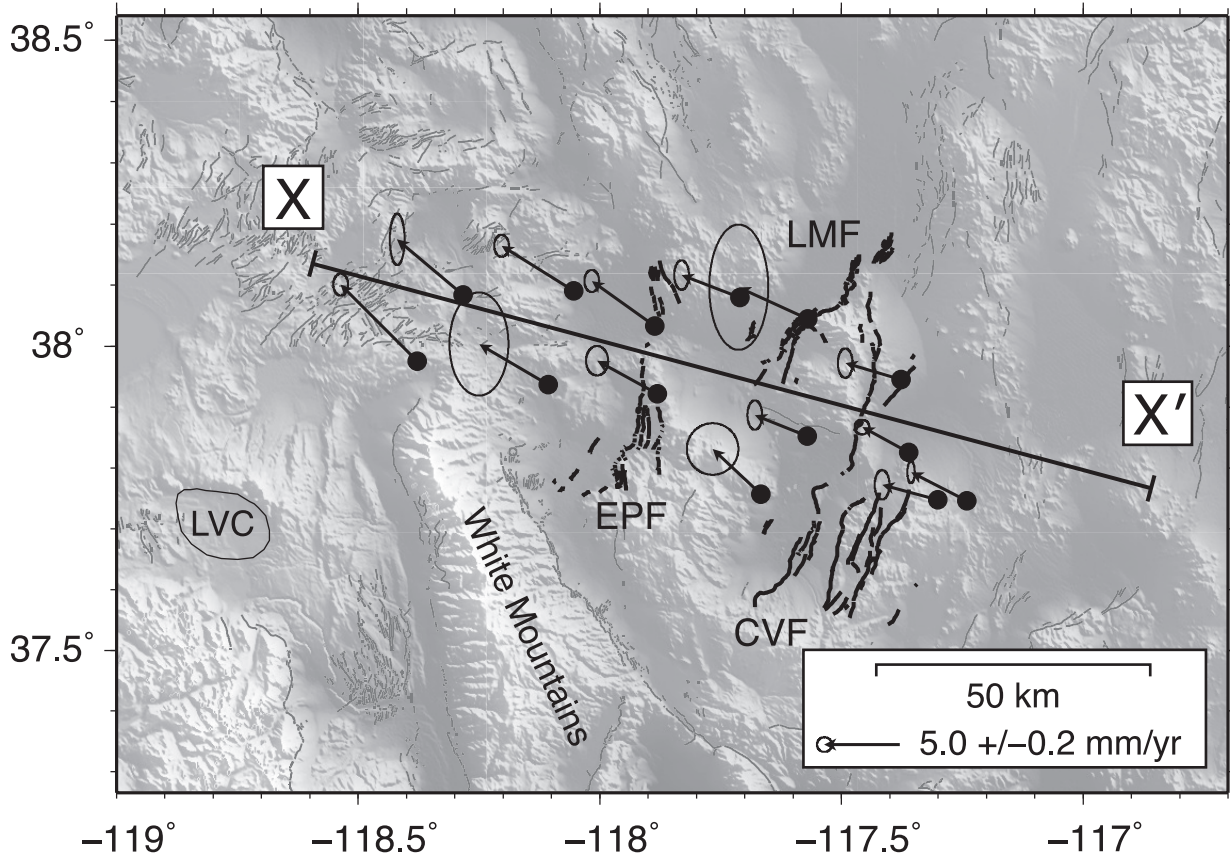 38.5°
X
LMF
38°
X′
EPF
LVC
White Mountains
CVF
37.5°
50 km
5.0 +/−0.2 mm/yr
−119° −118.5° −118° −117.5° −117°